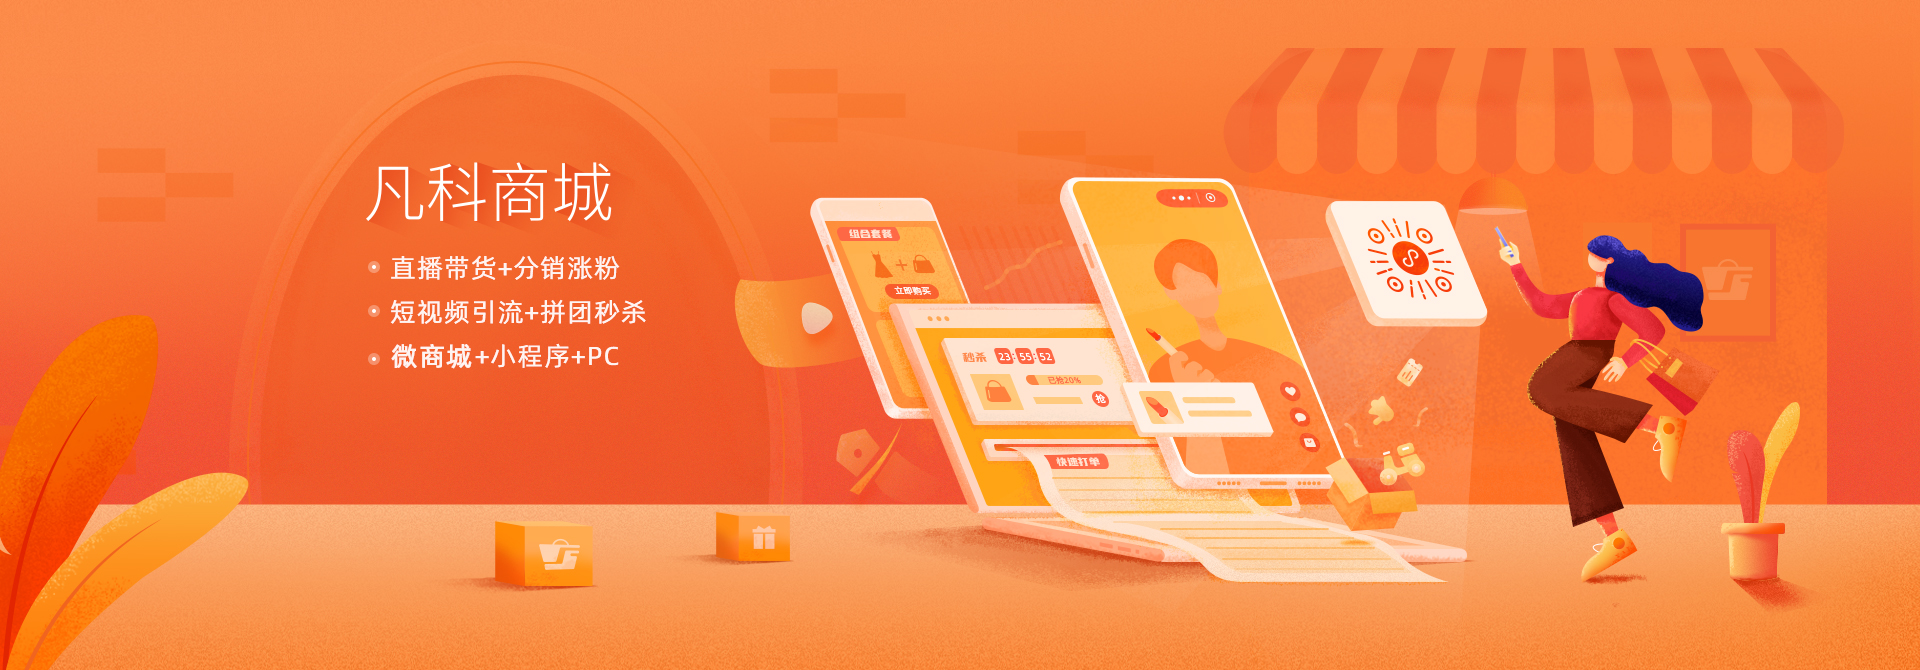 凡科商城
直播带货+分销涨粉
短视频引流+拼团秒杀
微商城+小程序+PC
组合套餐
立即购买
秒杀 23:55:52
已抢20%
抢
快速打单